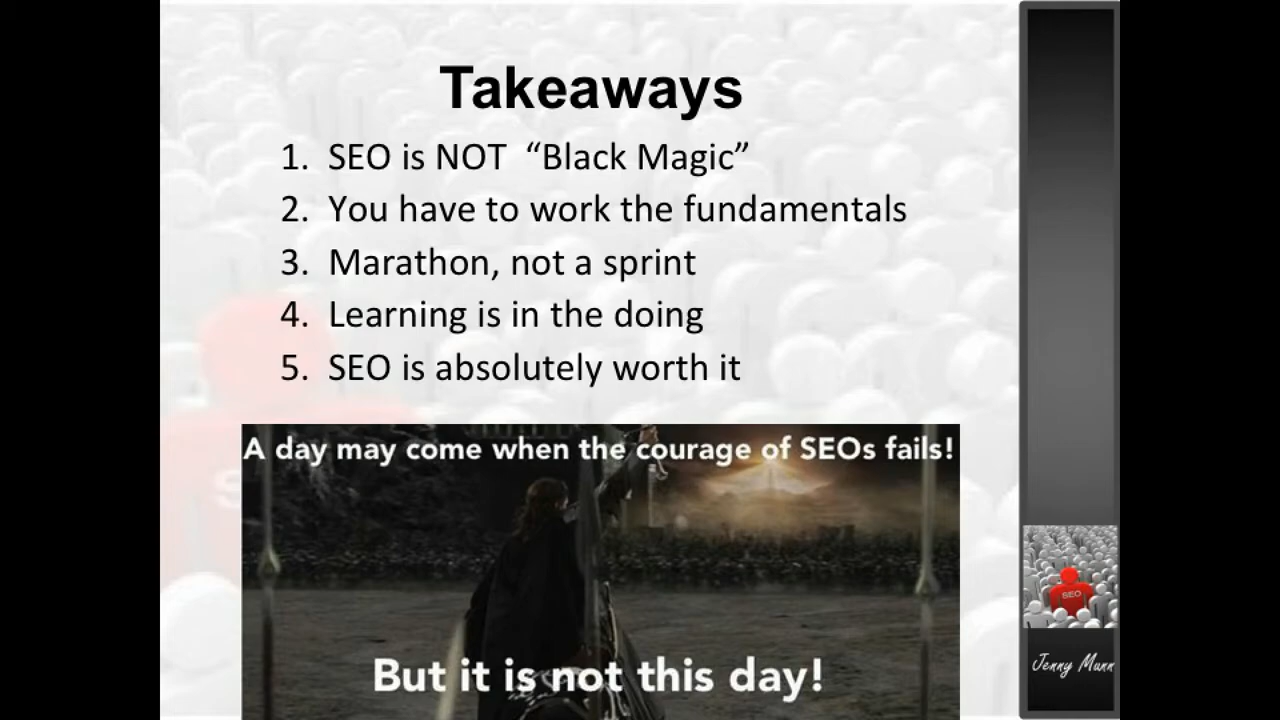 Takeaways
1. SEO is NOT “Black Magic”
2. You have to work the fundamentals
3. Marathon, not a sprint
4. Learning is in the doing
5. SEO is absolutely worth it
A day may come when the courage of SEOs fails!
But it is not this day!
SEO
Jenny Munn